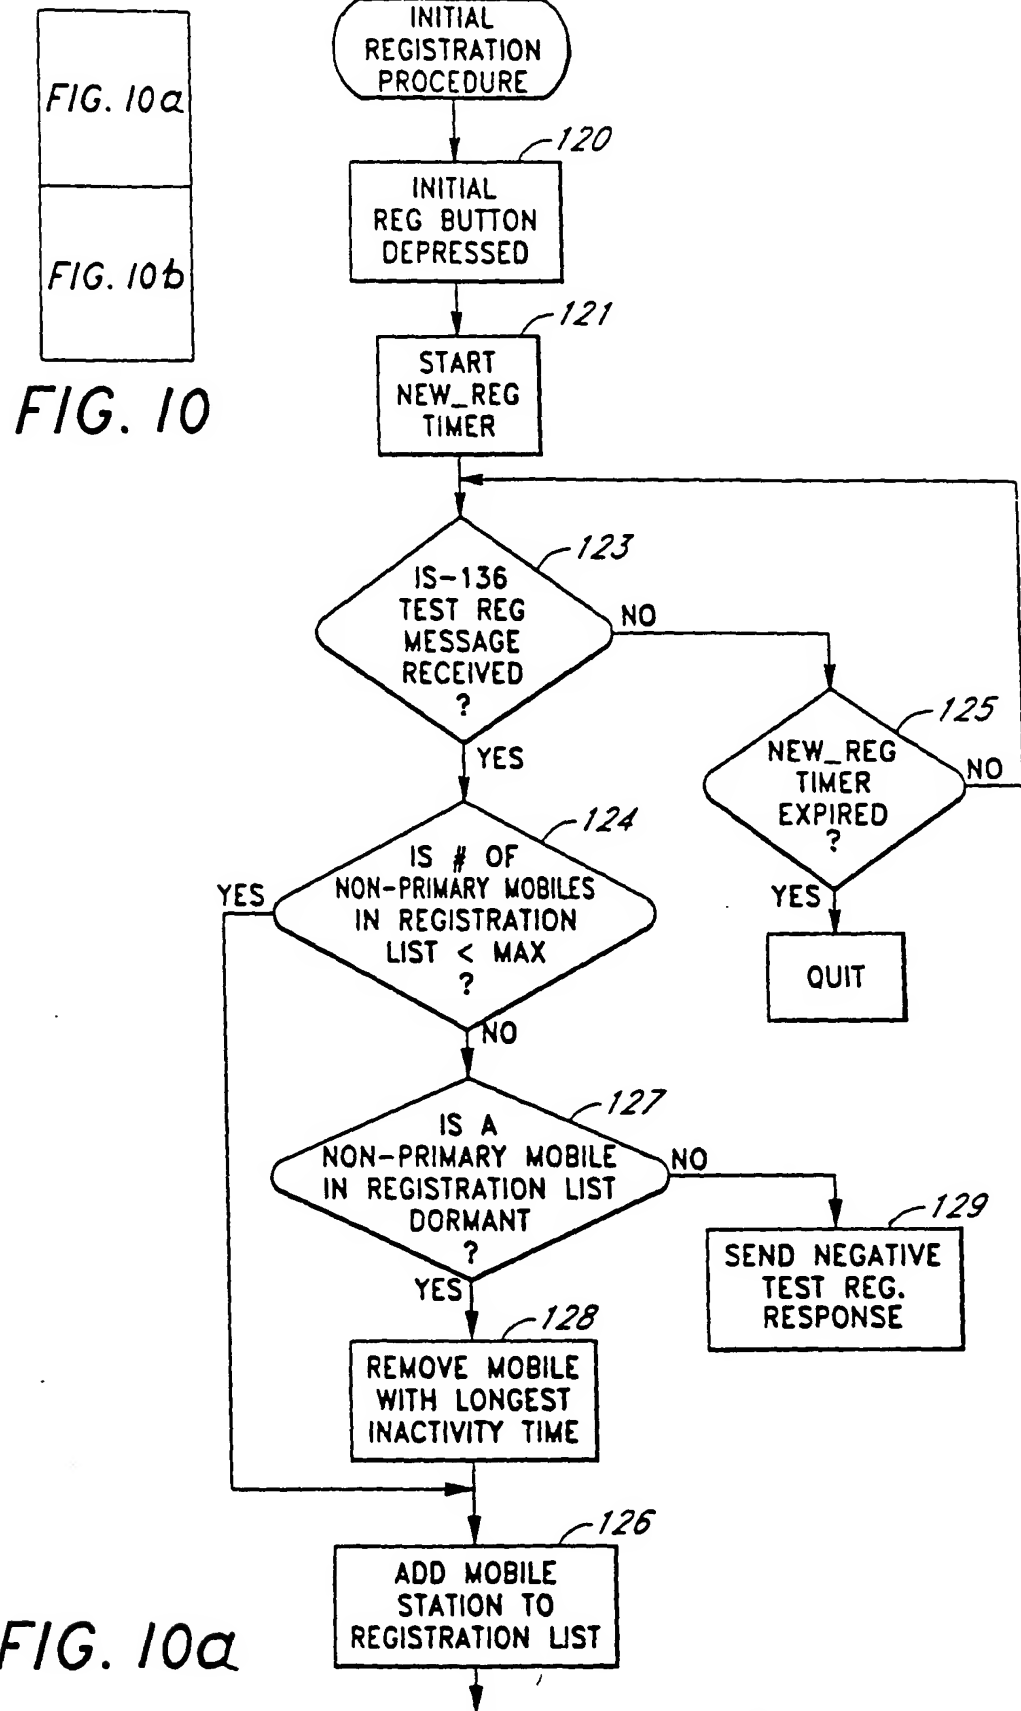 FIG. 10a
FIG. 10b
FIG. 10
INITIAL
REGISTRATION
PROCEDURE
120
INITIAL
REG BUTTON
DEPRESSED
121
START
NEW_REG
TIMER
123
IS-136
TEST REG
MESSAGE
RECEIVED
?
NO
YES
125
NEW_REG
TIMER
EXPIRED
?
NO
YES
QUIT
124
IS # OF
NON-PRIMARY MOBILES
IN REGISTRATION
LIST < MAX
?
YES
NO
127
IS A
NON-PRIMARY MOBILE
IN REGISTRATION LIST
DORMANT
?
NO
YES
129
SEND NEGATIVE
TEST REG.
RESPONSE
128
REMOVE MOBILE
WITH LONGEST
INACTIVITY TIME
126
ADD MOBILE
STATION TO
REGISTRATION LIST
FIG. 10a